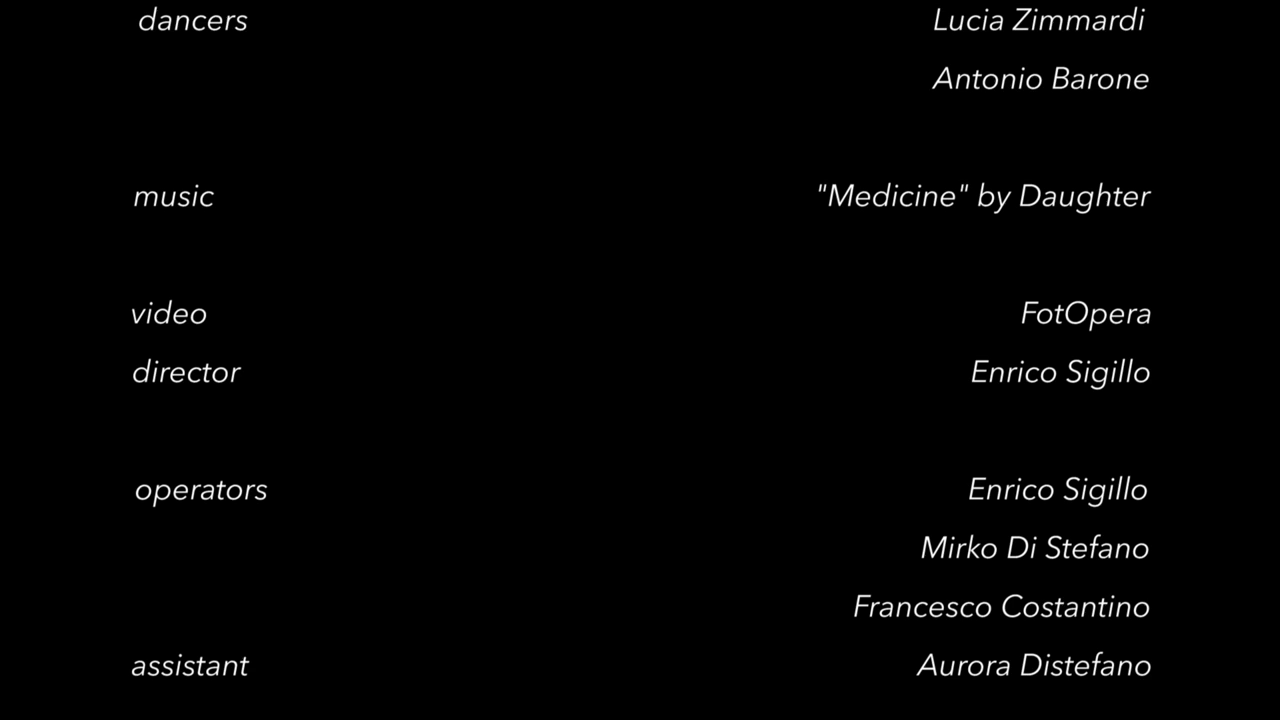 dancers Lucia Zimmardi
Antonio Barone
music "Medicine" by Daughter
video FotOpera
director Enrico Sigillo
operators Enrico Sigillo
Mirko Di Stefano
Francesco Costantino
assistant Aurora Distefano